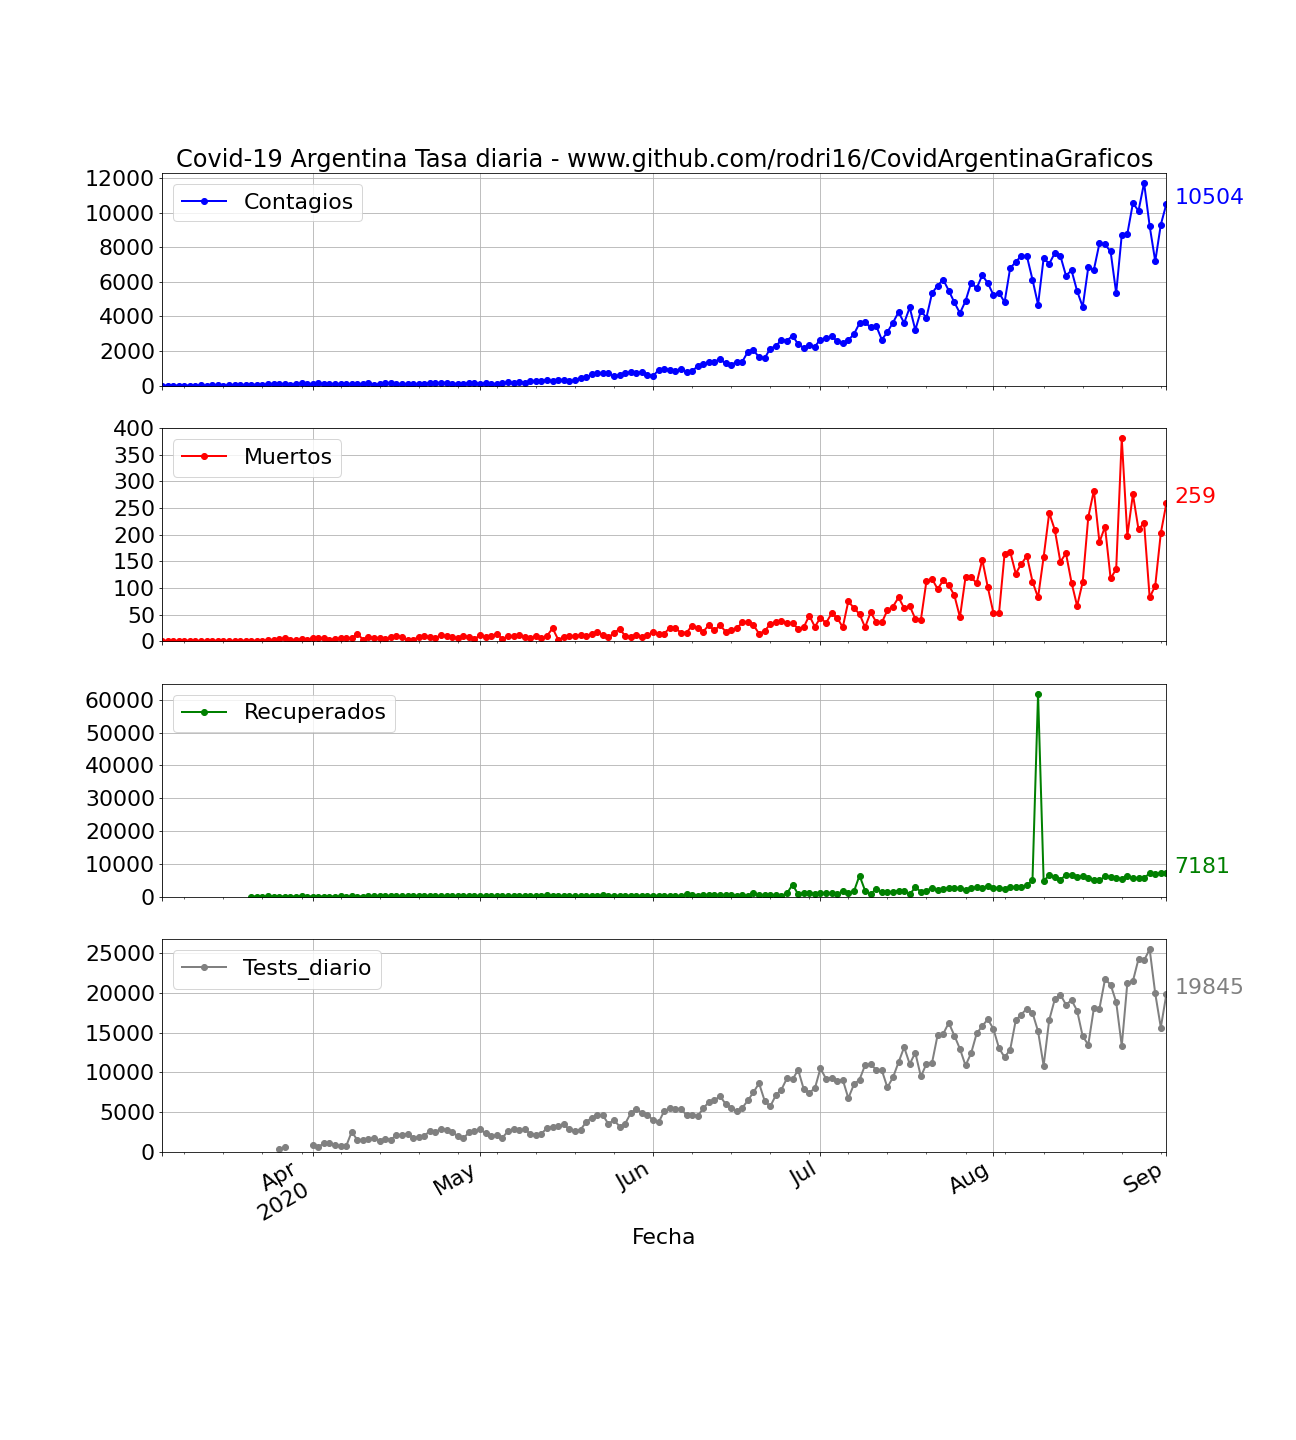 Covid-19 Argentina Tasa diaria - www.github.com/rodri16/CovidArgentinaGraficos
12000
10000
8000
6000
4000
2000
0
Contagios
10504
400
350
300
250
200
150
100
50
0
Muertos
259
60000
50000
40000
30000
20000
10000
0
Recuperados
7181
25000
20000
15000
10000
5000
0
Tests_diario
19845
Apr
2020
May
Jun
Jul
Aug
Sep
Fecha